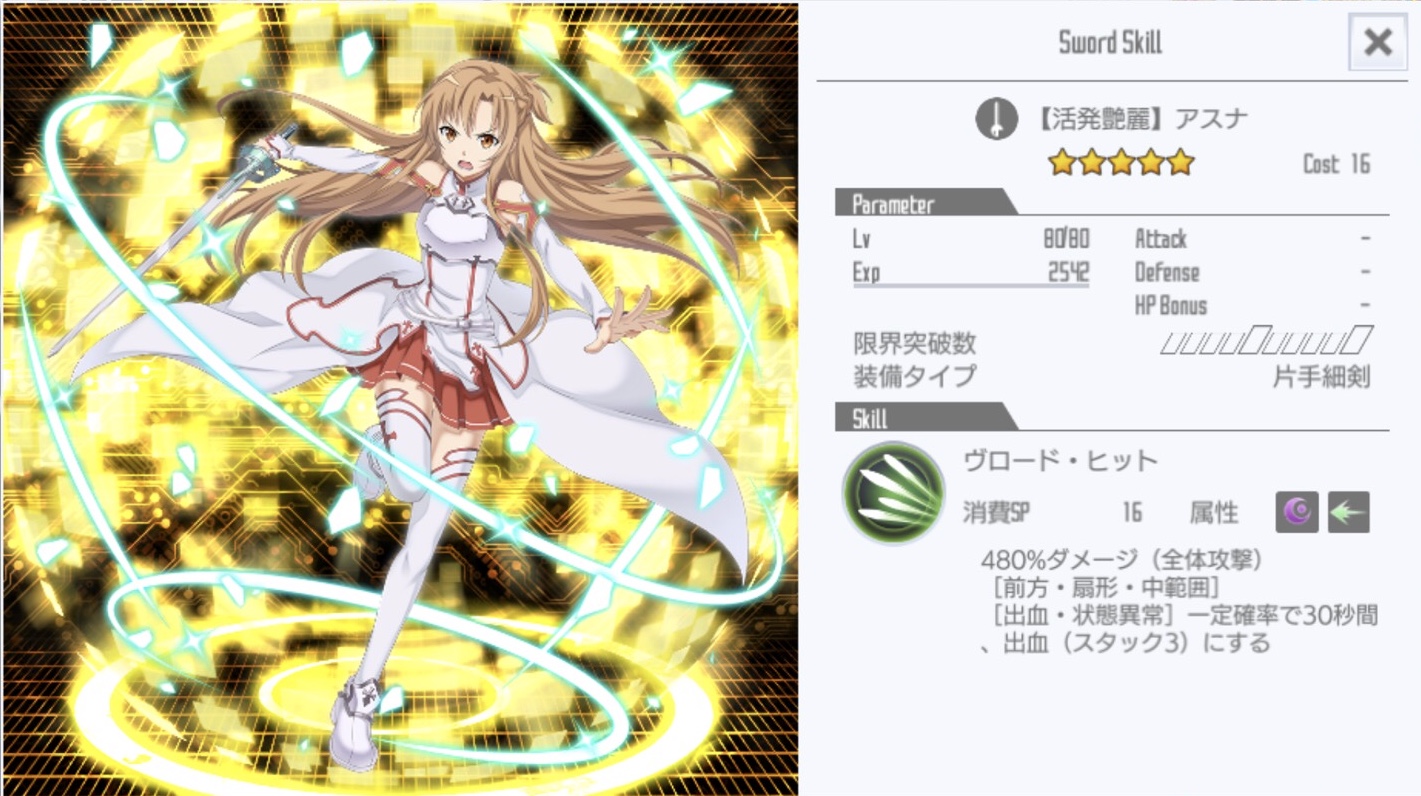 Sword Skill
【活発艶麗】アスナ
Cost 16
Parameter
Lv 80/80 Attack -
Exp 2542 Defense -
HP Bonus -
限界突破数
装備タイプ 片手細剣
Skill
ヴロード・ヒット
消費SP 16 属性
480%ダメージ（全体攻撃）
［前方・扇形・中範囲］
［出血・状態異常］一定確率で30秒間
、出血（スタック3）にする